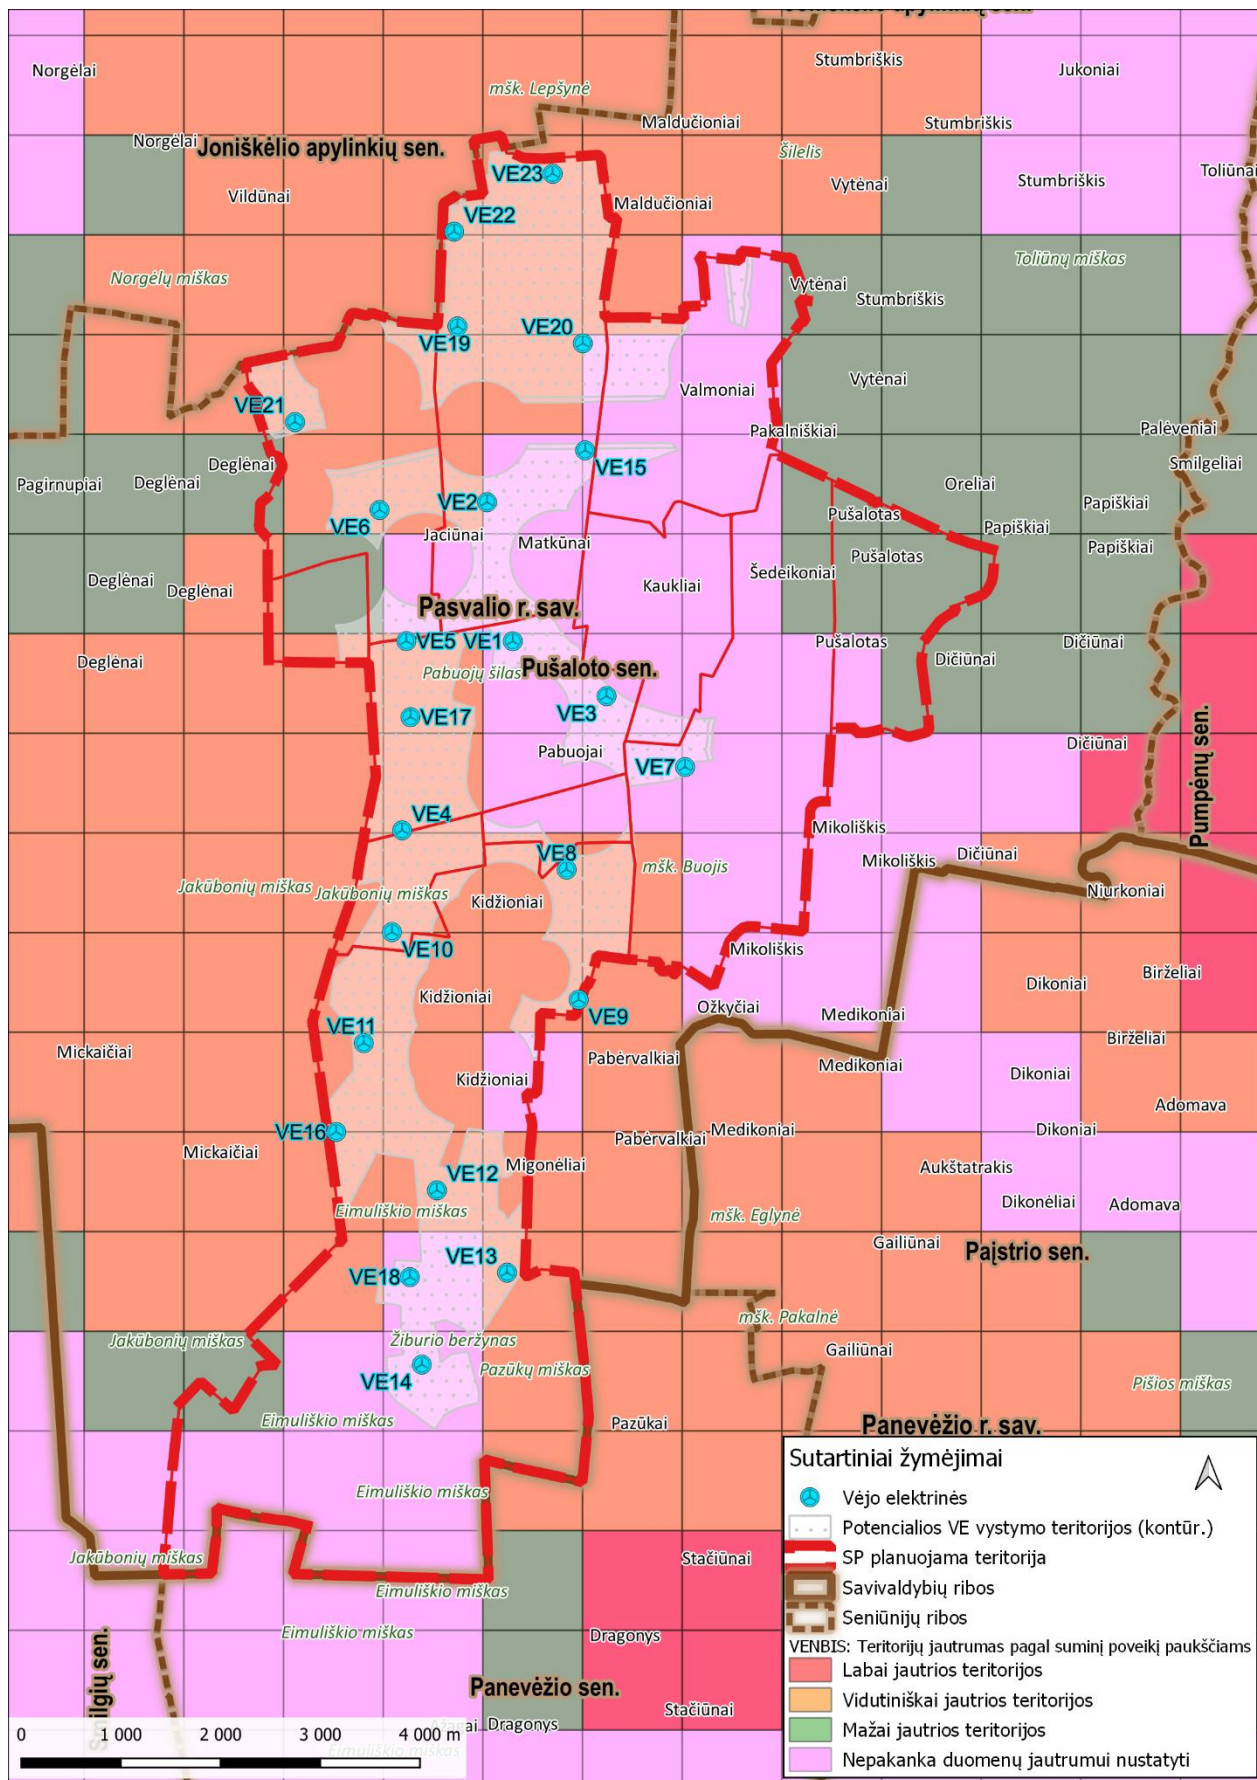 Norgėlai
Stumbriškis
Jukoniai
mšk. Lepšynė
Maldučioniai
Stumbriškis
Norgėlai
Joniškėlio apylinkių sen.
Šilelis
Vildūnai
VE23
Vytėnai
Stumbriškis
Toliūnai
Maldučioniai
VE22
Norgėlų miškas
Toliūnų miškas
Vytėnai
Stumbriškis
VE19
VE20
Valmoniai
Vytėnai
VE21
Pakalniškiai
Palėveniai
Pagirnupiai
Deglėnai
Deglėnai
VE15
Smilgeliai
Oreliai
VE6
VE2
Pušalotas
Papiškiai
Papiškiai
Jaciūnai
Matkūnai
Pušalotas
Papiškiai
Deglėnai
Deglėnai
Kaukliai
Šedeikoniai
Pasvalio r. sav.
VE5
VE1
Pušalotas
Dičiūnai
Deglėnai
Pabuojų šilas
Pušaloto sen.
Dičiūnai
VE17
VE3
Pabuojai
VE7
Dičiūnai
Pumpėnų sen.
VE4
Mikoliškis
Jakūbonių miškas
Jakūbonių miškas
VE8
mšk. Buojis
Mikoliškis
Dičiūnai
Niurkoniai
Kidžioniai
VE10
Mikoliškis
Kidžioniai
Dikoniai
Birželiai
VE9
Ožkyčiai
Medikoniai
VE11
Mickaičiai
Kidžioniai
Pabėrvalkiai
Medikoniai
Dikoniai
Birželiai
Adomava
VE16
Mickaičiai
Migonėliai
Pabėrvalkiai
Medikoniai
Dikoniai
Aukštatrakis
VE12
Eimuliškio miškas
mšk. Eglynė
Dikonėliai
Adomava
Gailiūnai
Paįstrio sen.
VE18
VE13
mšk. Pakalnė
Jakūbonių miškas
Žiburio beržynas
Gailiūnai
VE14
Pazūkų miškas
Pišios miškas
Eimuliškio miškas
Pazūkai
Panevėžio r. sav.
Eimuliškio miškas
Jakūbonių miškas
Stačiūnai
Eimuliškio miškas
Eimuliškio miškas
Dragonys
Smilgių sen.
Panevėžio sen.
Stačiūnai
Dragonys
Eimuliškio miškas
0 1 000 2 000 3 000 4 000 m
Sutartiniai žymėjimai
Vėjo elektrinės
Potencialios VE vystymo teritorijos (kontūr.)
SP planuojama teritorija
Savivaldybių ribos
Seniūnijų ribos
VENBIS: Teritorijų jautrumas pagal suminį poveikį paukščiams
Labai jautrios teritorijos
Vidutiniškai jautrios teritorijos
Mažai jautrios teritorijos
Nepakanka duomenų jautrumui nustatyti